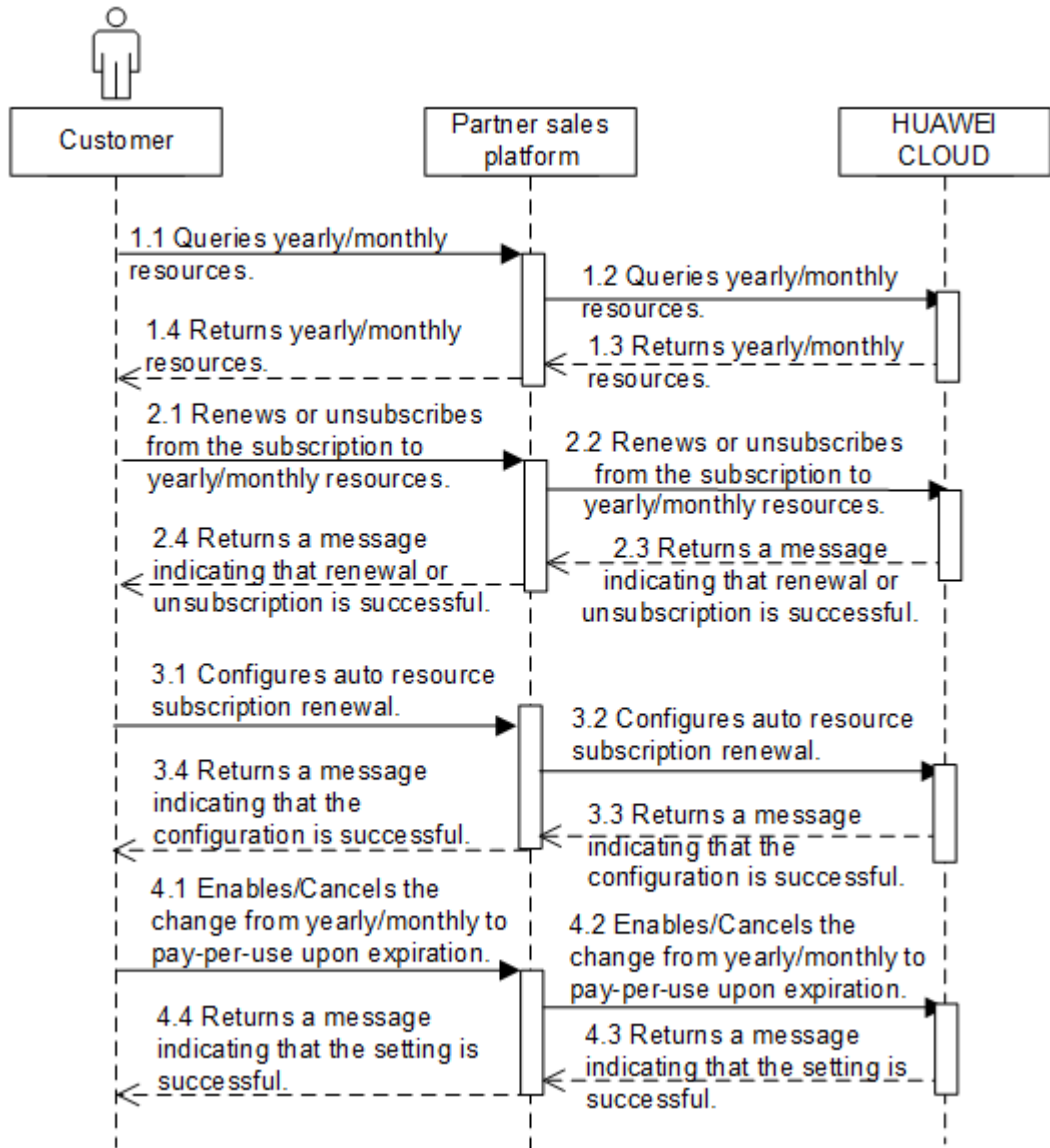 Customer
Partner sales
platform
HUAWEI
CLOUD
1.1 Queries yearly/monthly
resources.
1.2 Queries yearly/monthly
resources.
1.4 Returns yearly/monthly
resources.
1.3 Returns yearly/monthly
resources.
2.1 Renews or unsubscribes
from the subscription to
yearly/monthly resources.
2.2 Renews or unsubscribes
from the subscription to
yearly/monthly resources.
2.4 Returns a message
indicating that renewal or
unsubscription is successful.
2.3 Returns a message
indicating that renewal or
unsubscription is successful.
3.1 Configures auto resource
subscription renewal.
3.2 Configures auto resource
subscription renewal.
3.4 Returns a message
indicating that the
configuration is successful.
3.3 Returns a message
indicating that the
configuration is successful.
4.1 Enables/Cancels the
change from yearly/monthly to
pay-per-use upon expiration.
4.2 Enables/Cancels the
change from yearly/monthly to
pay-per-use upon expiration.
4.4 Returns a message
indicating that the setting is
successful.
4.3 Returns a message
indicating that the setting is
successful.